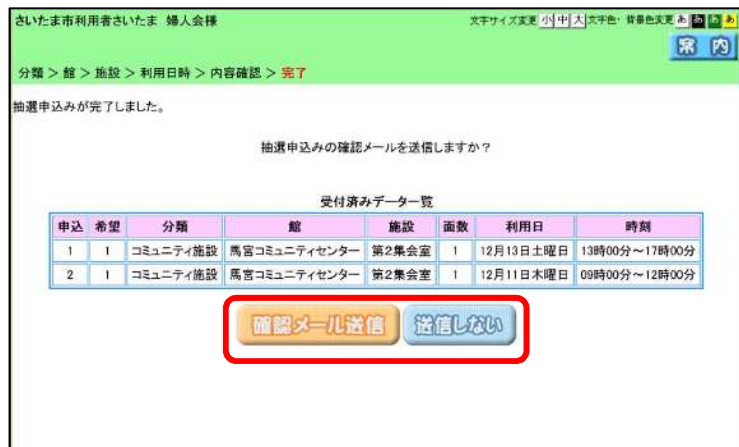 さいたま市利用者さいたま 婦人会様 文字サイズ変更 小 中 大 文字色・背景色変更 あ あ あ あ
案内
分類 > 館 > 施設 > 利用日時 > 内容確認 > 完了
抽選申込みが完了しました。
抽選申込みの確認メールを送信しますか？
受付済みデータ一覧
申込 希望 分類 館 施設 面数 利用日 時刻
1 1 コミュニティ施設 馬宮コミュニティセンター 第2集会室 1 12月13日土曜日 13時00分～17時00分
2 1 コミュニティ施設 馬宮コミュニティセンター 第2集会室 1 12月11日木曜日 09時00分～12時00分
確認メール送信 送信しない